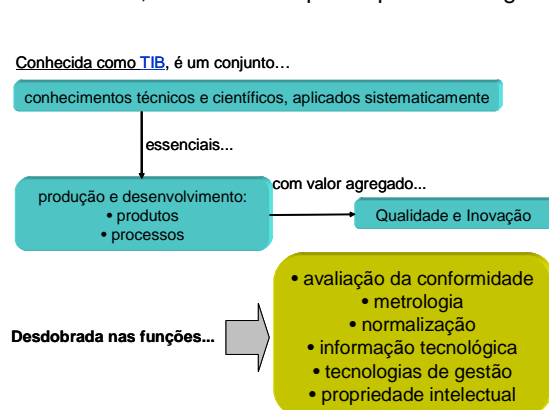 Conhecida como TIB, é um conjunto…
conhecimentos técnicos e científicos, aplicados sistematicamente
essenciais...
com valor agregado...
produção e desenvolvimento:
• produtos
• processos
Qualidade e Inovação
Desdobrada nas funções...
• avaliação da conformidade
• metrologia
• normalização
• informação tecnológica
• tecnologias de gestão
• propriedade intelectual